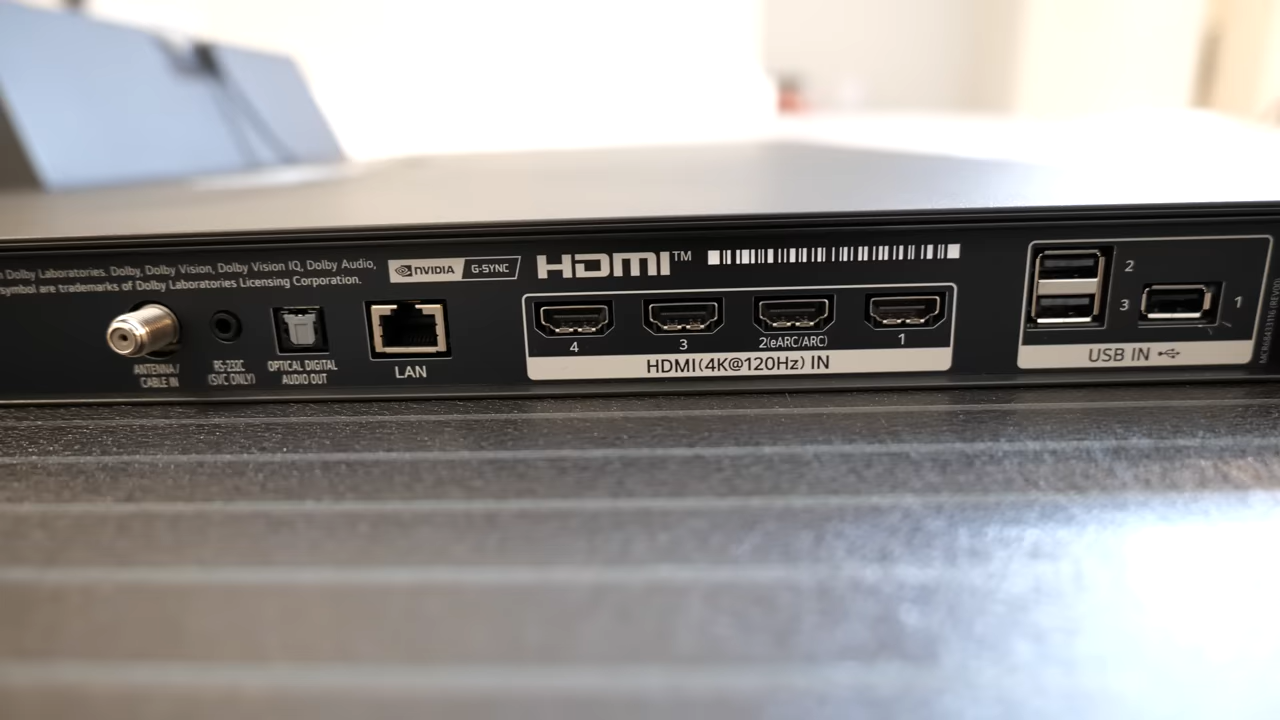 n Dolby Laboratories. Dolby, Dolby Vision, Dolby Vision IQ, Dolby Audio,
symbol are trademarks of Dolby Laboratories Licensing Corporation.
NVIDIA G-SYNC
HDMI™
ANTENNA/
CABLE IN
RS-232C
(SVC ONLY)
OPTICAL DIGITAL
AUDIO OUT
LAN
4 3 2(eARC/ARC) 1
HDMI(4K@120Hz) IN
2
3
1
USB IN